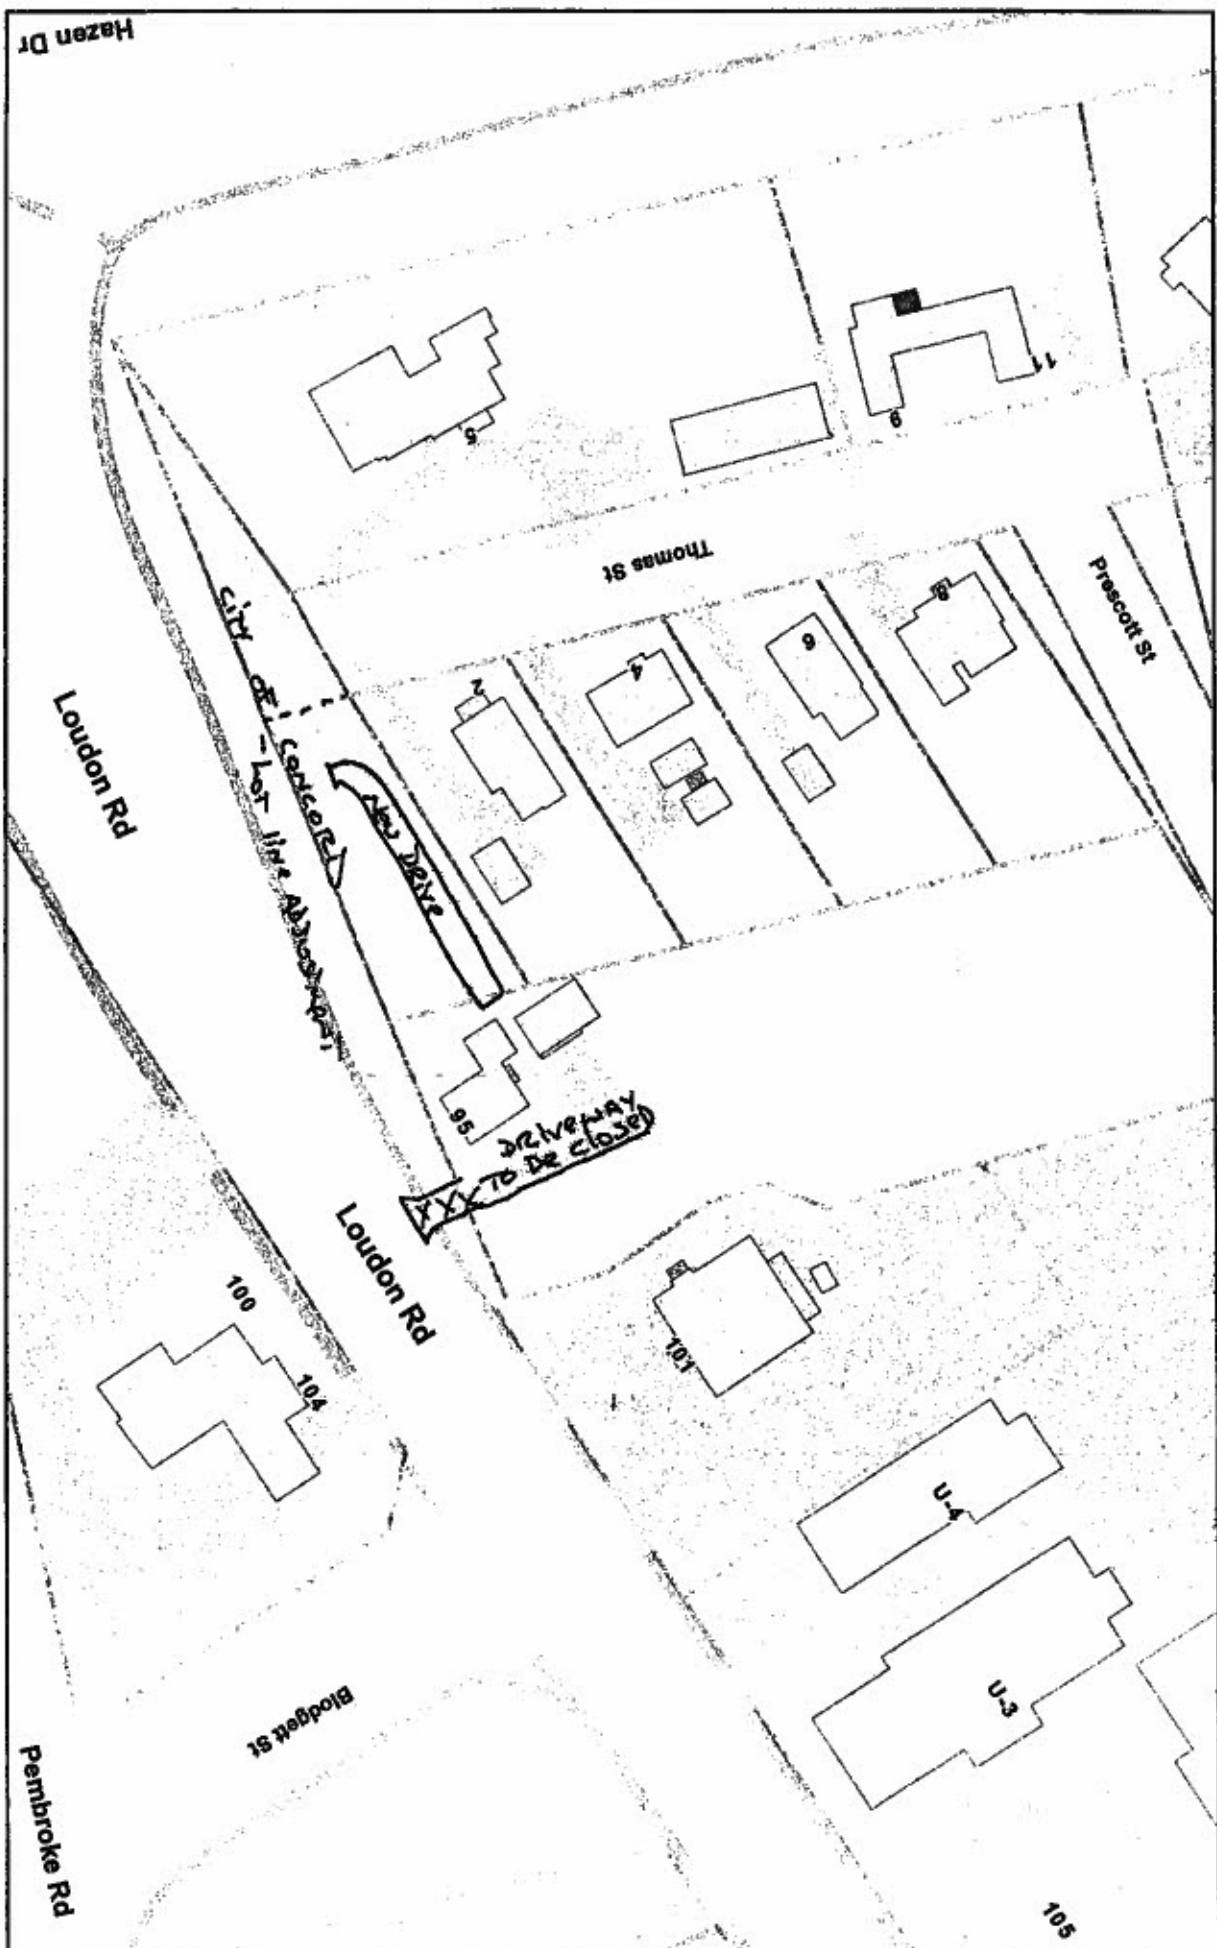 Hazen Dr
5
9
11
Thomas St
Prescott St
2
4
6
8
Loudon Rd
CITY OF CONCORD
- LOT line ADJUSTMENT
NEW DRIVE
95
DRIVEWAY
TO BE CLOSED
XXX
Loudon Rd
100
104
101
U-4
U-3
Blodgett St
Pembroke Rd
105